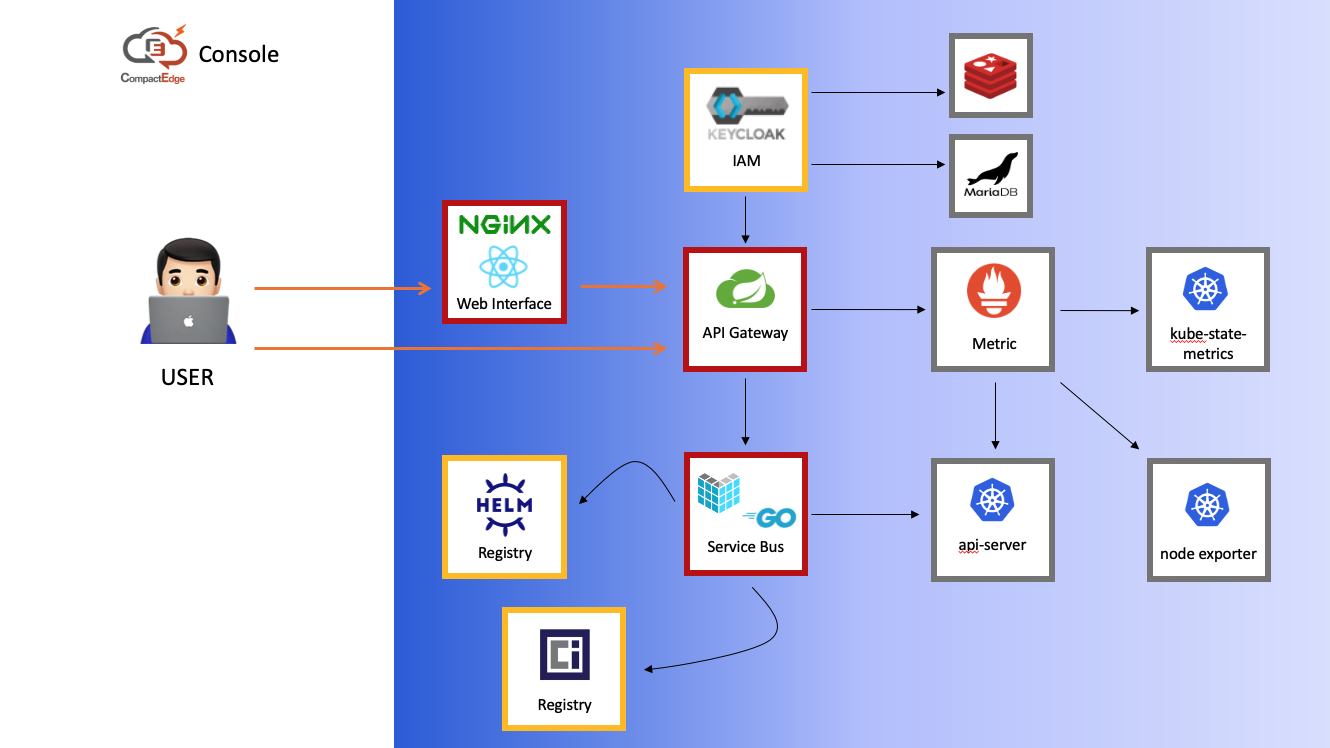 CompactEdge
Console
KEYCLOAK
IAM
MariaDB
NGiNX
Web Interface
USER
API Gateway
Metric
kube-state-
metrics
HELM
Registry
GO
Service Bus
api-server
node exporter
Ci
Registry